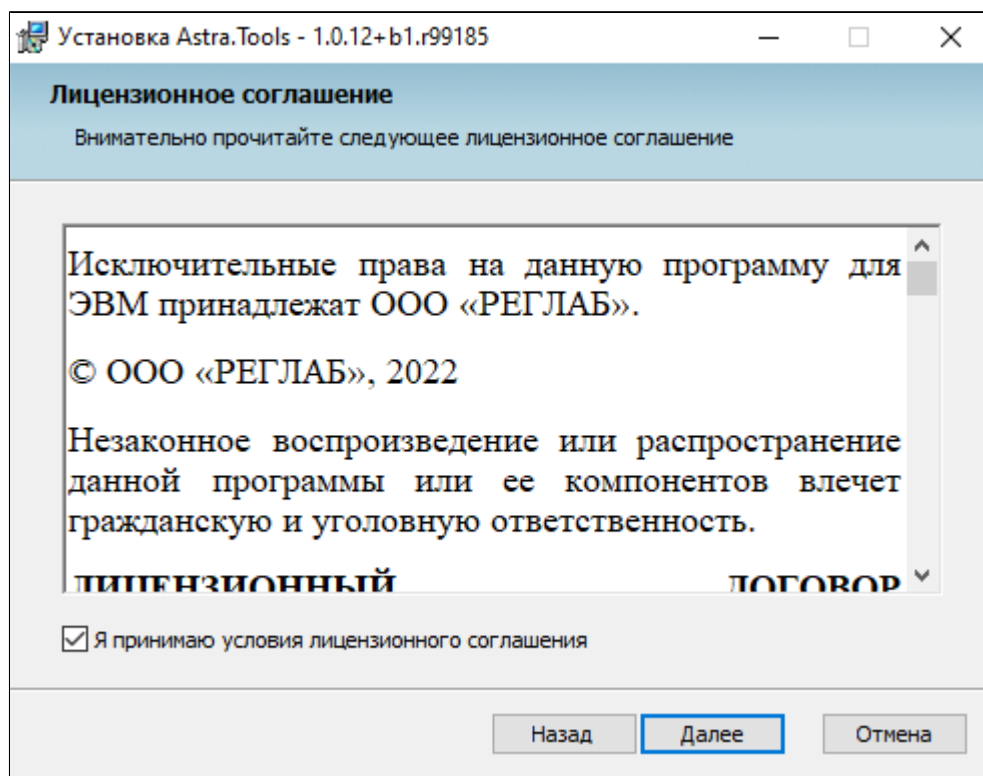 Установка Astra.Tools - 1.0.12+b1.r99185
Лицензионное соглашение
Внимательно прочитайте следующее лицензионное соглашение
Исключительные права на данную программу для
ЭВМ принадлежат ООО «РЕГЛАБ».
© ООО «РЕГЛАБ», 2022
Незаконное воспроизведение или распространение
данной программы или ее компонентов влечет
гражданскую и уголовную ответственность.
ЛИЦЕНЗИОННЫЙ ДОГОВОР
Я принимаю условия лицензионного соглашения
Назад Далее Отмена